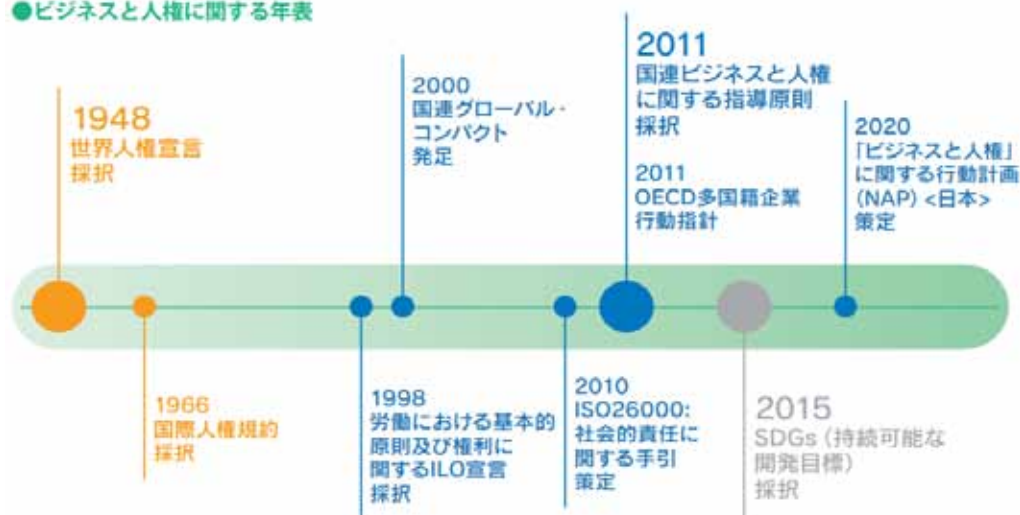 ●ビジネスと人権に関する年表
1948
世界人権宣言
採択
1966
国際人権規約
採択
1998
労働における基本的
原則及び権利に
関するILO宣言
採択
2000
国連グローバル・
コンパクト
発足
2010
ISO26000:
社会的責任に
関する手引
策定
2011
国連ビジネスと人権
に関する指導原則
採択
2011
OECD多国籍企業
行動指針
2015
SDGs（持続可能な
開発目標）
採択
2020
「ビジネスと人権」
に関する行動計画
（NAP）<日本>
策定